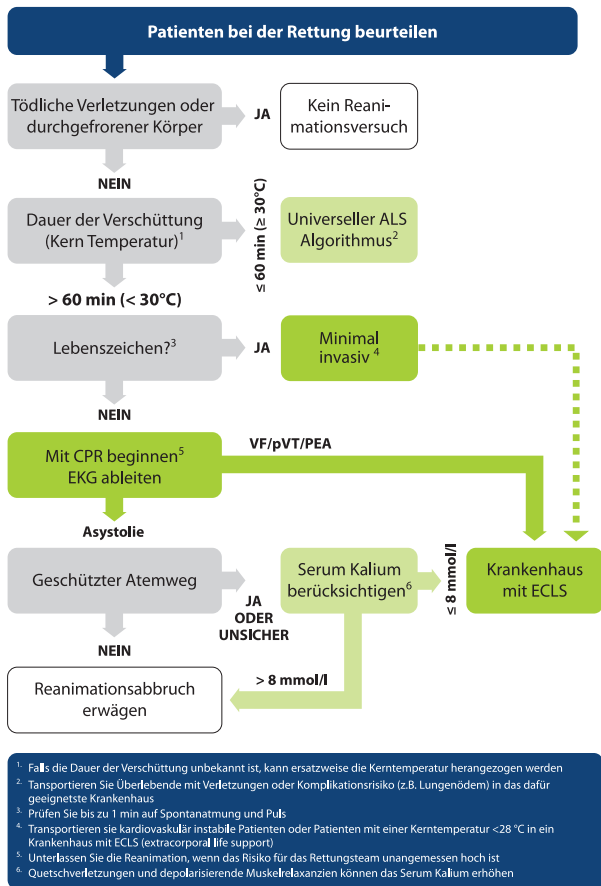 Patienten bei der Rettung beurteilen
Tödliche Verletzungen oder
durchgefrorener Körper
JA
Kein Reani-
mationsversuch
NEIN
Dauer der Verschüttung
(Kern Temperatur)¹
≤ 60 min (≥ 30°C)
Universeller ALS
Algorithmus²
> 60 min (< 30°C)
Lebenszeichen?³
JA
Minimal
invasiv ⁴
NEIN
Mit CPR beginnen⁵
EKG ableiten
VF/pVT/PEA
Asystolie
Geschützter Atemweg
JA
ODER
UNSICHER
Serum Kalium
berücksichtigen⁶
≤ 8 mmol/l
Krankenhaus
mit ECLS
NEIN
> 8 mmol/l
Reanimationsabbruch
erwägen
1. Falls die Dauer der Verschüttung unbekannt ist, kann ersatzweise die Kerntemperatur herangezogen werden
2. Tansportieren Sie Überlebende mit Verletzungen oder Komplikationsrisiko (z.B. Lungenödem) in das dafür
geeignetste Krankenhaus
3. Prüfen Sie bis zu 1 min auf Spontanatmung und Puls
4. Transportieren sie kardiovaskulär instabile Patienten oder Patienten mit einer Kerntemperatur <28 °C in ein
Krankenhaus mit ECLS (extracorporal life support)
5. Unterlassen Sie die Reanimation, wenn das Risiko für das Rettungsteam unangemessen hoch ist
6. Quetschverletzungen und depolarisierende Muskelrelaxanzien können das Serum Kalium erhöhen